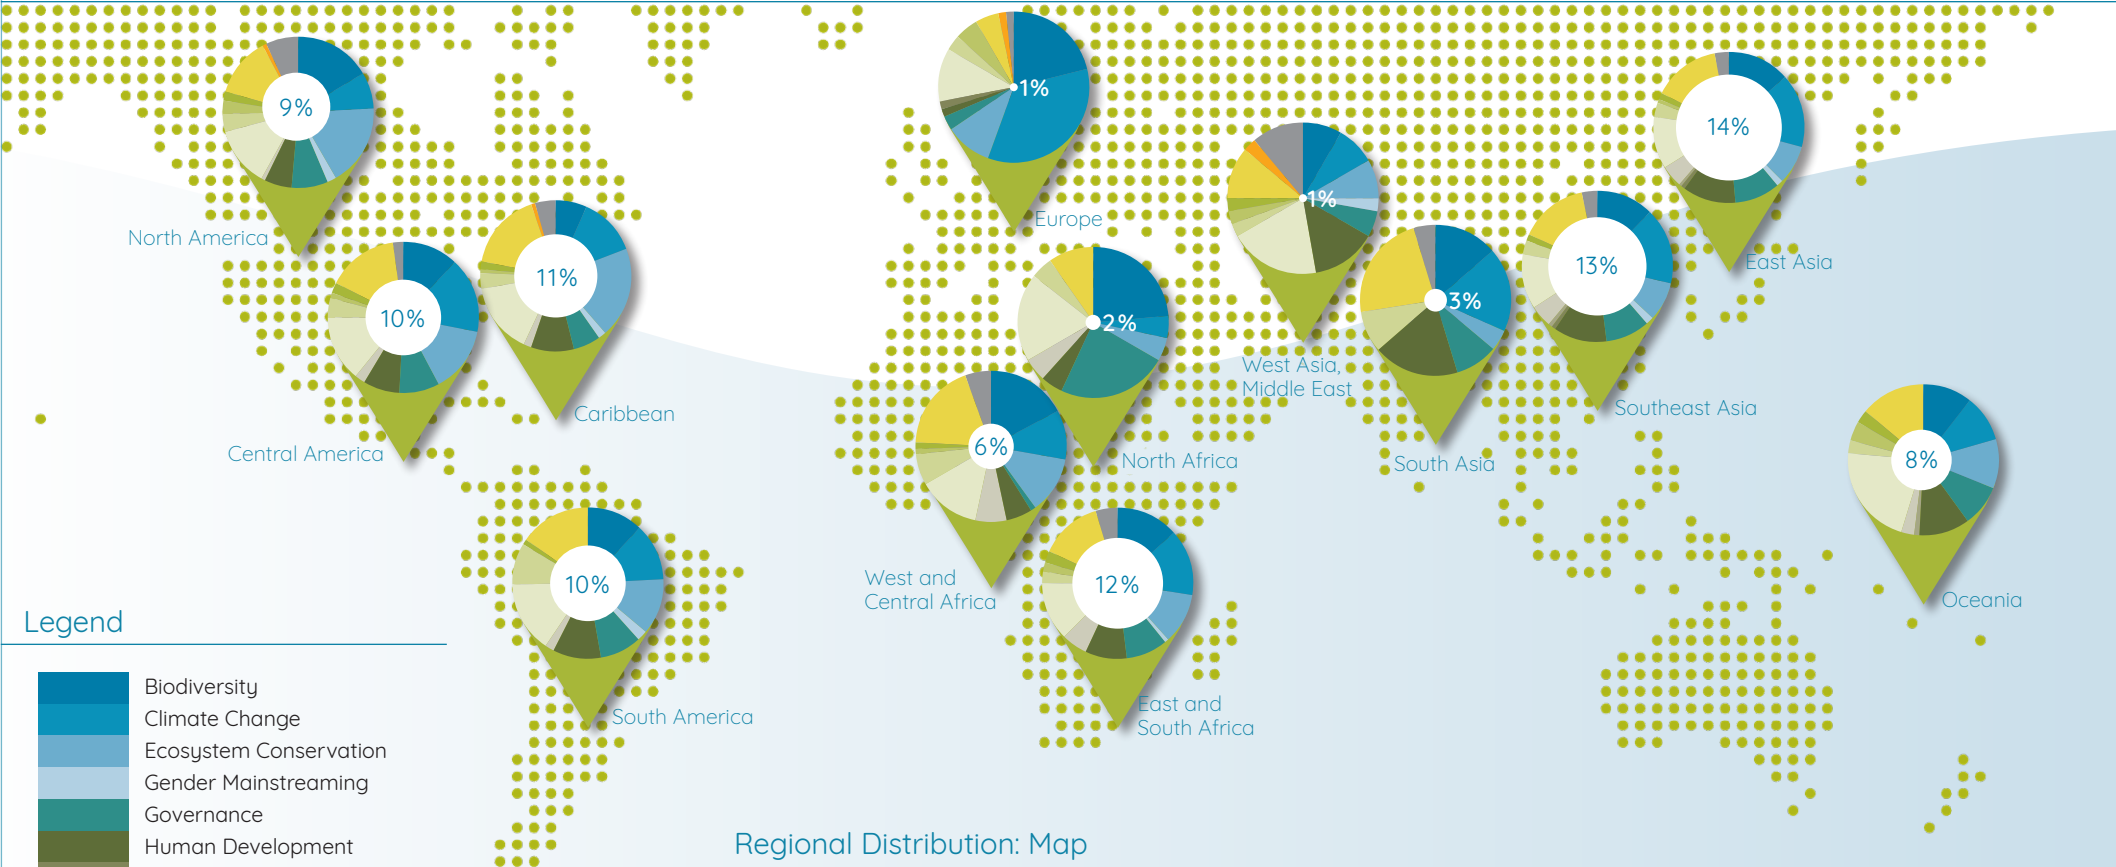 9%
North America
10%
Central America
11%
Caribbean
10%
South America
1%
Europe
2%
North Africa
6%
West and
Central Africa
12%
East and
South Africa
1%
West Asia,
Middle East
3%
South Asia
13%
Southeast Asia
14%
East Asia
8%
Oceania
Legend
Biodiversity
Climate Change
Ecosystem Conservation
Gender Mainstreaming
Governance
Human Development
Regional Distribution: Map